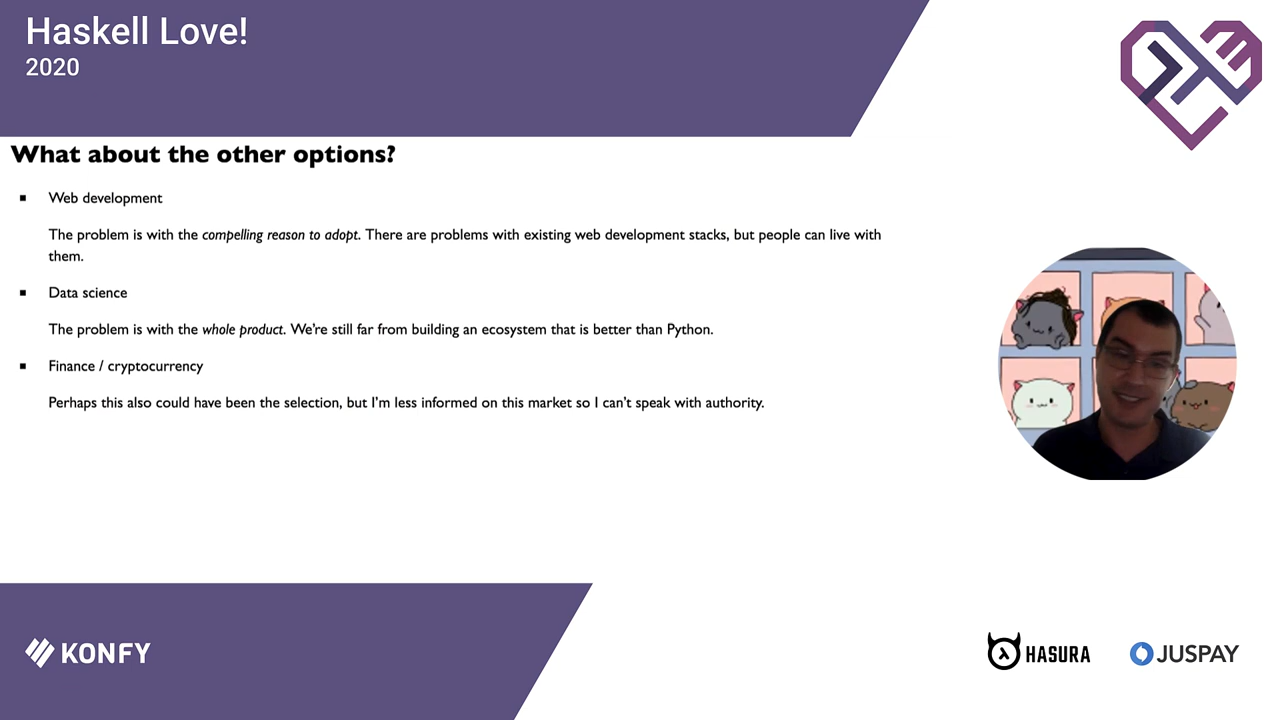 Haskell Love!
2020
What about the other options?
▪ Web development
The problem is with the compelling reason to adopt. There are problems with existing web development stacks, but people can live with
them.
▪ Data science
The problem is with the whole product. We're still far from building an ecosystem that is better than Python.
▪ Finance / cryptocurrency
Perhaps this also could have been the selection, but I'm less informed on this market so I can't speak with authority.
KONFY
HASURA
JUSPAY